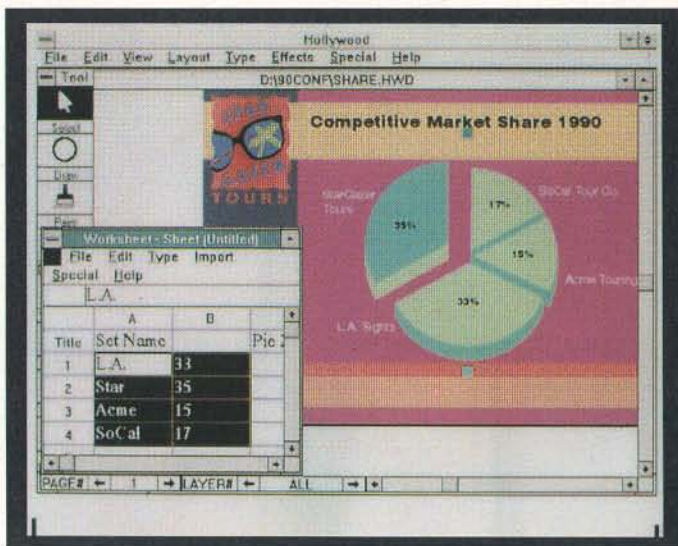 Hollywood
File Edit View Layout Type Effects Special Help
Tool
D:\90CONF\SHARE.HWD
Select
Draw
TOURS
Competitive Market Share 1990
StarGazer Tours
35%
17%
SoCal Tour Co.
15%
Acme Touring
33%
L.A. Sights
Worksheet - Sheet (Untitled)
File Edit Type Import
Special Help
L.A.
A B
Title Set Name Pie
1 L.A. 33
2 Star 35
3 Acme 15
4 SoCal 17
PAGE# 1 LAYER# ALL